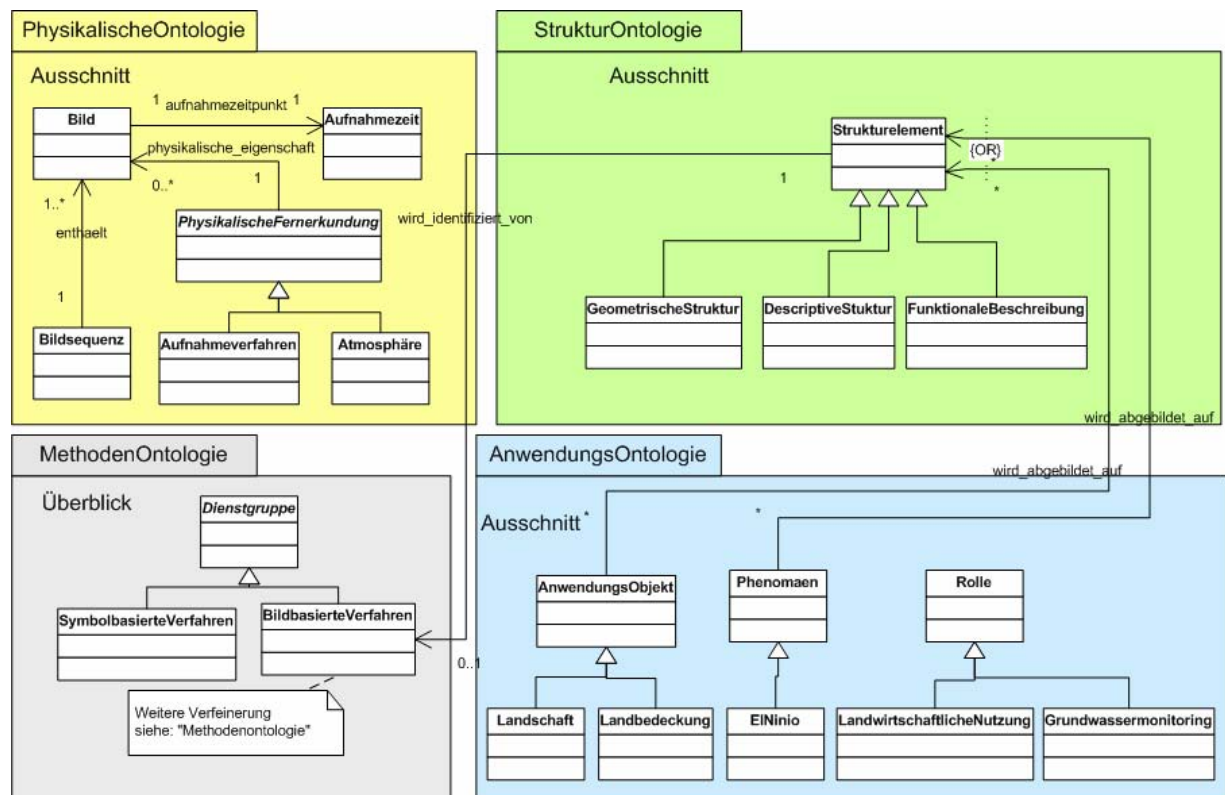 PhysikalischeOntologie
Ausschnitt
Bild
1
aufnahmezeitpunkt
1
Aufnahmezeit
physikalische_eigenschaft
0..*
1
1..*
enthaelt
PhysikalischeFernerkundung
1
Bildsequenz
Aufnahmeverfahren
Atmosphäre
StrukturOntologie
Ausschnitt
Strukturelement
{OR}
*
*
1
wird_identifiziert_von
GeometrischeStruktur
DescriptiveStuktur
FunktionaleBeschreibung
wird_abgebildet_auf
MethodenOntologie
Überblick
Dienstgruppe
SymbolbasierteVerfahren
BildbasierteVerfahren
0..1
Weitere Verfeinerung
siehe: "Methodenontologie"
AnwendungsOntologie
wird_abgebildet_auf
Ausschnitt
*
*
AnwendungsObjekt
Phenomaen
Rolle
Landschaft
Landbedeckung
ElNinio
LandwirtschaftlicheNutzung
Grundwassermonitoring